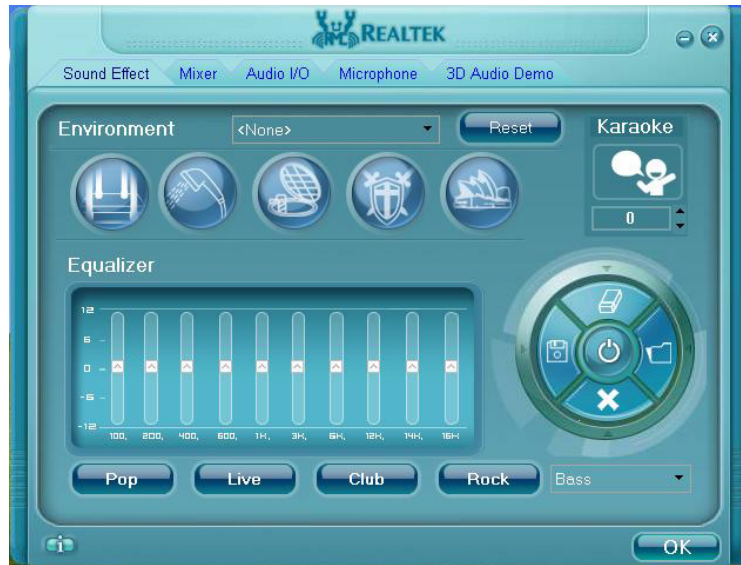 REALTEK
Sound Effect Mixer Audio I/O Microphone 3D Audio Demo
Environment <None> Reset Karaoke
0
Equalizer
12
6
0
-6
-12
100, 200, 400, 600, 1K, 3K, 6K, 12K, 14K, 16K
Pop Live Club Rock Bass
i OK